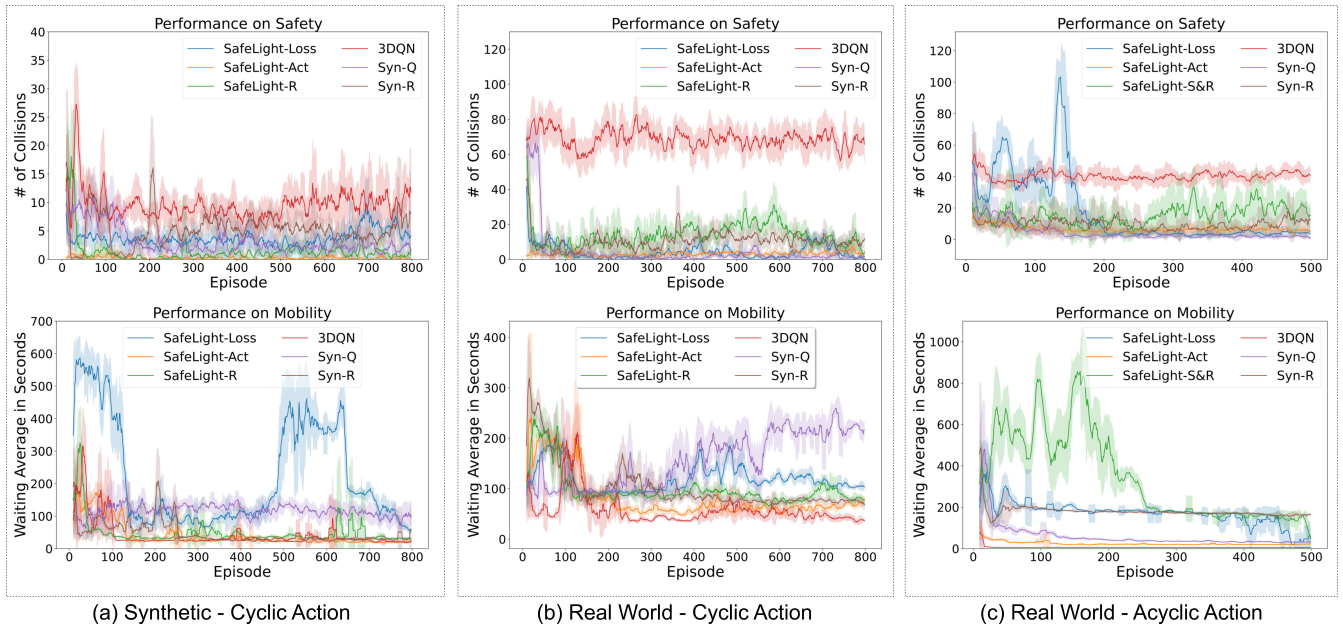 Performance on Safety
# of Collisions
40
35
30
25
20
15
10
5
0
SafeLight-Loss
SafeLight-Act
SafeLight-R
3DQN
Syn-Q
Syn-R
0 100 200 300 400 500 600 700 800
Episode
Performance on Mobility
Waiting Average in Seconds
700
600
500
400
300
200
100
0
SafeLight-Loss
SafeLight-Act
SafeLight-R
3DQN
Syn-Q
Syn-R
0 100 200 300 400 500 600 700 800
Episode
(a) Synthetic - Cyclic Action
Performance on Safety
# of Collisions
120
100
80
60
40
20
0
SafeLight-Loss
SafeLight-Act
SafeLight-R
3DQN
Syn-Q
Syn-R
0 100 200 300 400 500 600 700 800
Episode
Performance on Mobility
Waiting Average in Seconds
400
300
200
100
0
SafeLight-Loss
SafeLight-Act
SafeLight-R
3DQN
Syn-Q
Syn-R
0 100 200 300 400 500 600 700 800
Episode
(b) Real World - Cyclic Action
Performance on Safety
# of Collisions
120
100
80
60
40
20
0
SafeLight-Loss
SafeLight-Act
SafeLight-S&R
3DQN
Syn-Q
Syn-R
0 100 200 300 400 500
Episode
Performance on Mobility
Waiting Average in Seconds
1000
800
600
400
200
0
SafeLight-Loss
SafeLight-Act
SafeLight-S&R
3DQN
Syn-Q
Syn-R
0 100 200 300 400 500
Episode
(c) Real World - Acyclic Action